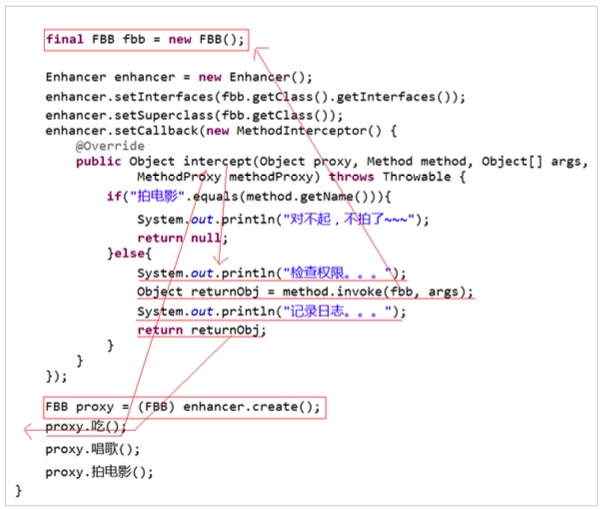 final FBB fbb = new FBB();
Enhancer enhancer = new Enhancer();
enhancer.setInterfaces(fbb.getClass().getInterfaces());
enhancer.setSuperclass(fbb.getClass());
enhancer.setCallback(new MethodInterceptor() {
@Override
public Object intercept(Object proxy, Method method, Object[] args,
MethodProxy methodProxy) throws Throwable {
if("拍电影".equals(method.getName())){
System.out.println("对不起，不拍了~~~");
return null;
}else{
System.out.println("检查权限。。。");
Object returnObj = method.invoke(fbb, args);
System.out.println("记录日志。。。");
return returnObj;
}
}
});
FBB proxy = (FBB) enhancer.create();
proxy.吃();
proxy.唱歌();
proxy.拍电影();
}